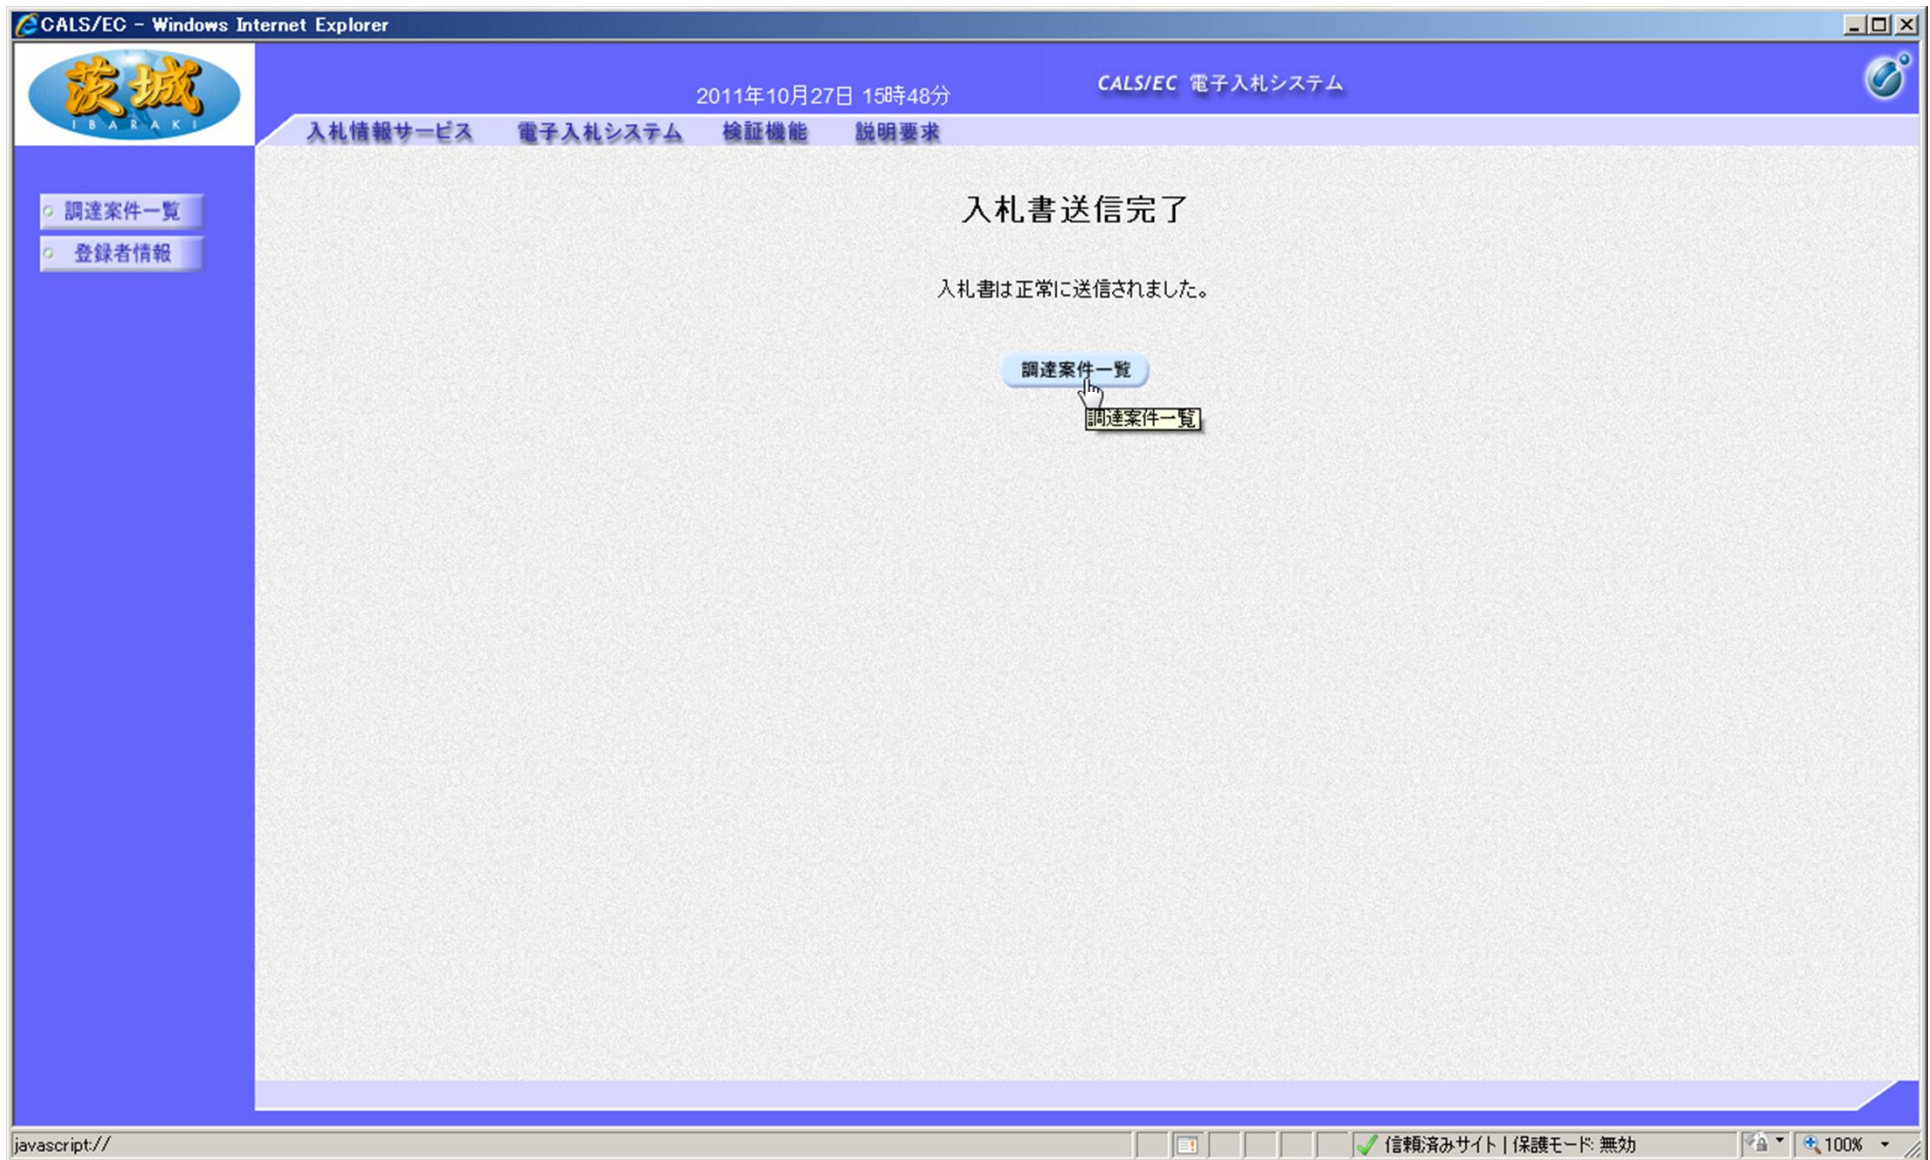 CALS/EC - Windows Internet Explorer
茨城
IBARAKI
2011年10月27日 15時48分
CALS/EC 電子入札システム
入札情報サービス 電子入札システム 検証機能 説明要求
調達案件一覧
登録者情報
入札書送信完了
入札書は正常に送信されました。
調達案件一覧
調達案件一覧
javascript://
信頼済みサイト | 保護モード: 無効
100%